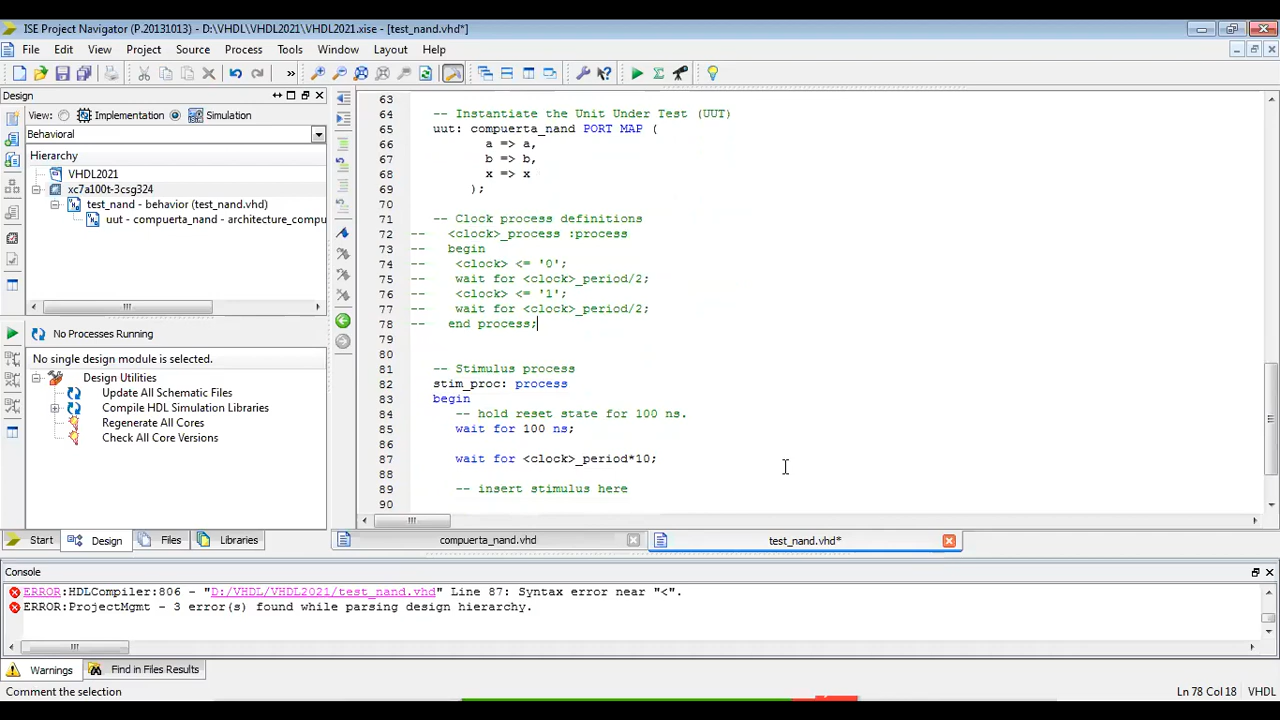 ISE Project Navigator (P.20131013) - D:\VHDL\VHDL2021\VHDL2021.xise - [test_nand.vhd*]
File Edit View Project Source Process Tools Window Layout Help
»
Design
View: Implementation Simulation
Behavioral
Hierarchy
VHDL2021
xc7a100t-3csg324
test_nand - behavior (test_nand.vhd)
uut - compuerta_nand - architecture_compu
No Processes Running
No single design module is selected.
Design Utilities
Update All Schematic Files
Compile HDL Simulation Libraries
Regenerate All Cores
Check All Core Versions
Start Design Files Libraries
63
64 -- Instantiate the Unit Under Test (UUT)
65 uut: compuerta_nand PORT MAP (
66 a => a,
67 b => b,
68 x => x
69 );
70
71 -- Clock process definitions
72 -- <clock>_process :process
73 -- begin
74 -- <clock> <= '0';
75 -- wait for <clock>_period/2;
76 -- <clock> <= '1';
77 -- wait for <clock>_period/2;
78 -- end process;
79
80
81 -- Stimulus process
82 stim_proc: process
83 begin
84 -- hold reset state for 100 ns.
85 wait for 100 ns;
86
87 wait for <clock>_period*10;
88
89 -- insert stimulus here
90
compuerta_nand.vhd test_nand.vhd*
Console
ERROR:HDLCompiler:806 - "D:/VHDL/VHDL2021/test_nand.vhd" Line 87: Syntax error near "<".
ERROR:ProjectMgmt - 3 error(s) found while parsing design hierarchy.
Warnings Find in Files Results
Comment the selection Ln 78 Col 18 VHDL